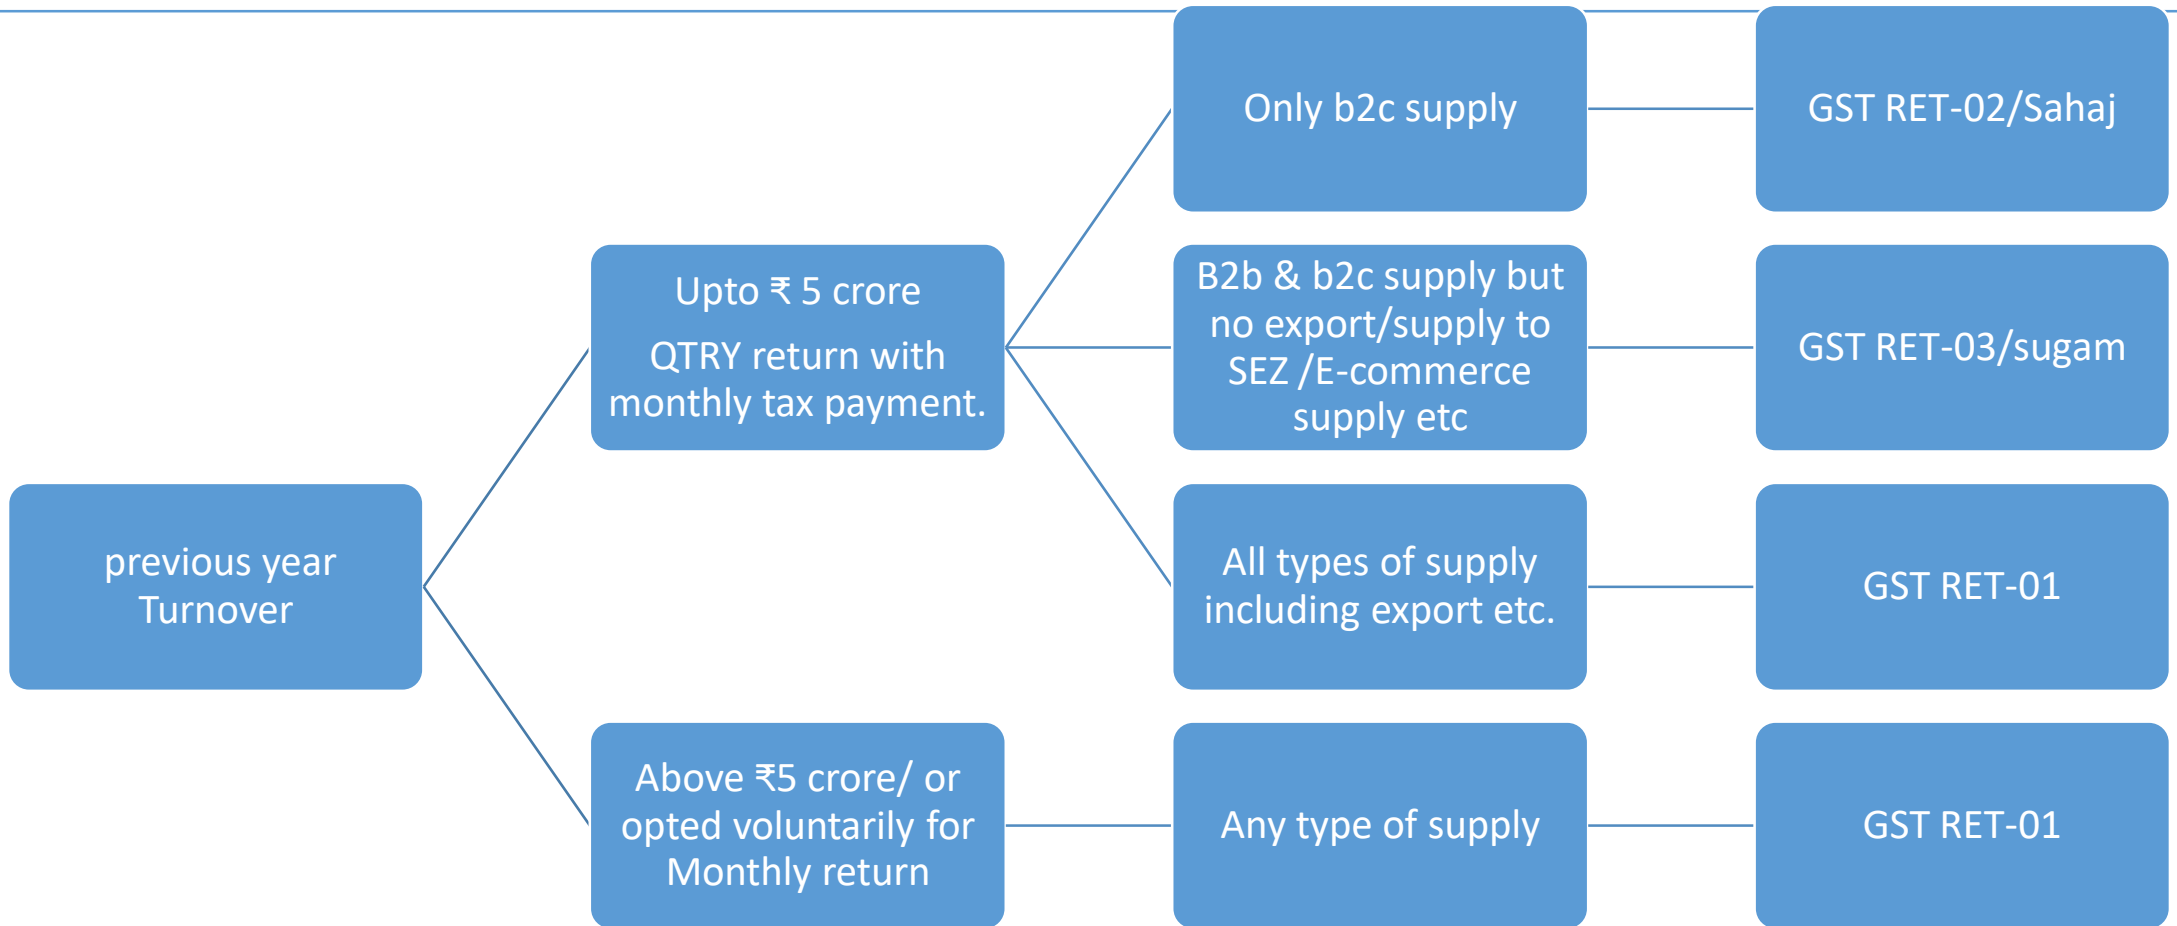 previous year
Turnover
Upto ₹ 5 crore
QTRY return with
monthly tax payment.
Only b2c supply
GST RET-02/Sahaj
B2b & b2c supply but
no export/supply to
SEZ /E-commerce
supply etc
GST RET-03/sugam
All types of supply
including export etc.
GST RET-01
Above ₹5 crore/ or
opted voluntarily for
Monthly return
Any type of supply
GST RET-01